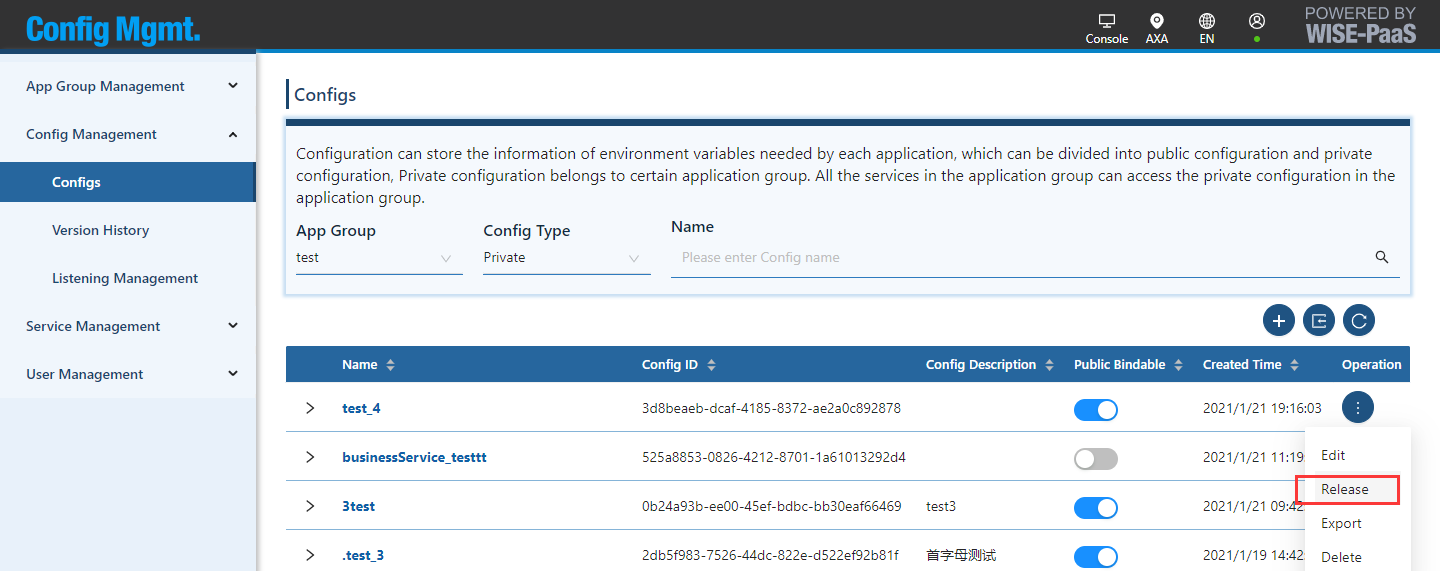 Config Mgmt.
Console
AXA
EN
POWERED BY
WISE-PaaS
App Group Management
Config Management
Configs
Version History
Listening Management
Service Management
User Management
Configs
Configuration can store the information of environment variables needed by each application, which can be divided into public configuration and private
configuration, Private configuration belongs to certain application group. All the services in the application group can access the private configuration in the
application group.
App Group
test
Config Type
Private
Name
Please enter Config name
Name Config ID Config Description Public Bindable Created Time Operation
test_4 3d8beaeb-dcaf-4185-8372-ae2a0c892878 2021/1/21 19:16:03
businessService_testtt 525a8853-0826-4212-8701-1a61013292d4 2021/1/21 11:19
3test 0b24a93b-ee00-45ef-bdbc-bb30eaf66469 test3 2021/1/21 09:42
.test_3 2db5f983-7526-44dc-822e-d522ef92b81f 首字母测试 2021/1/19 14:42
Edit
Release
Export
Delete